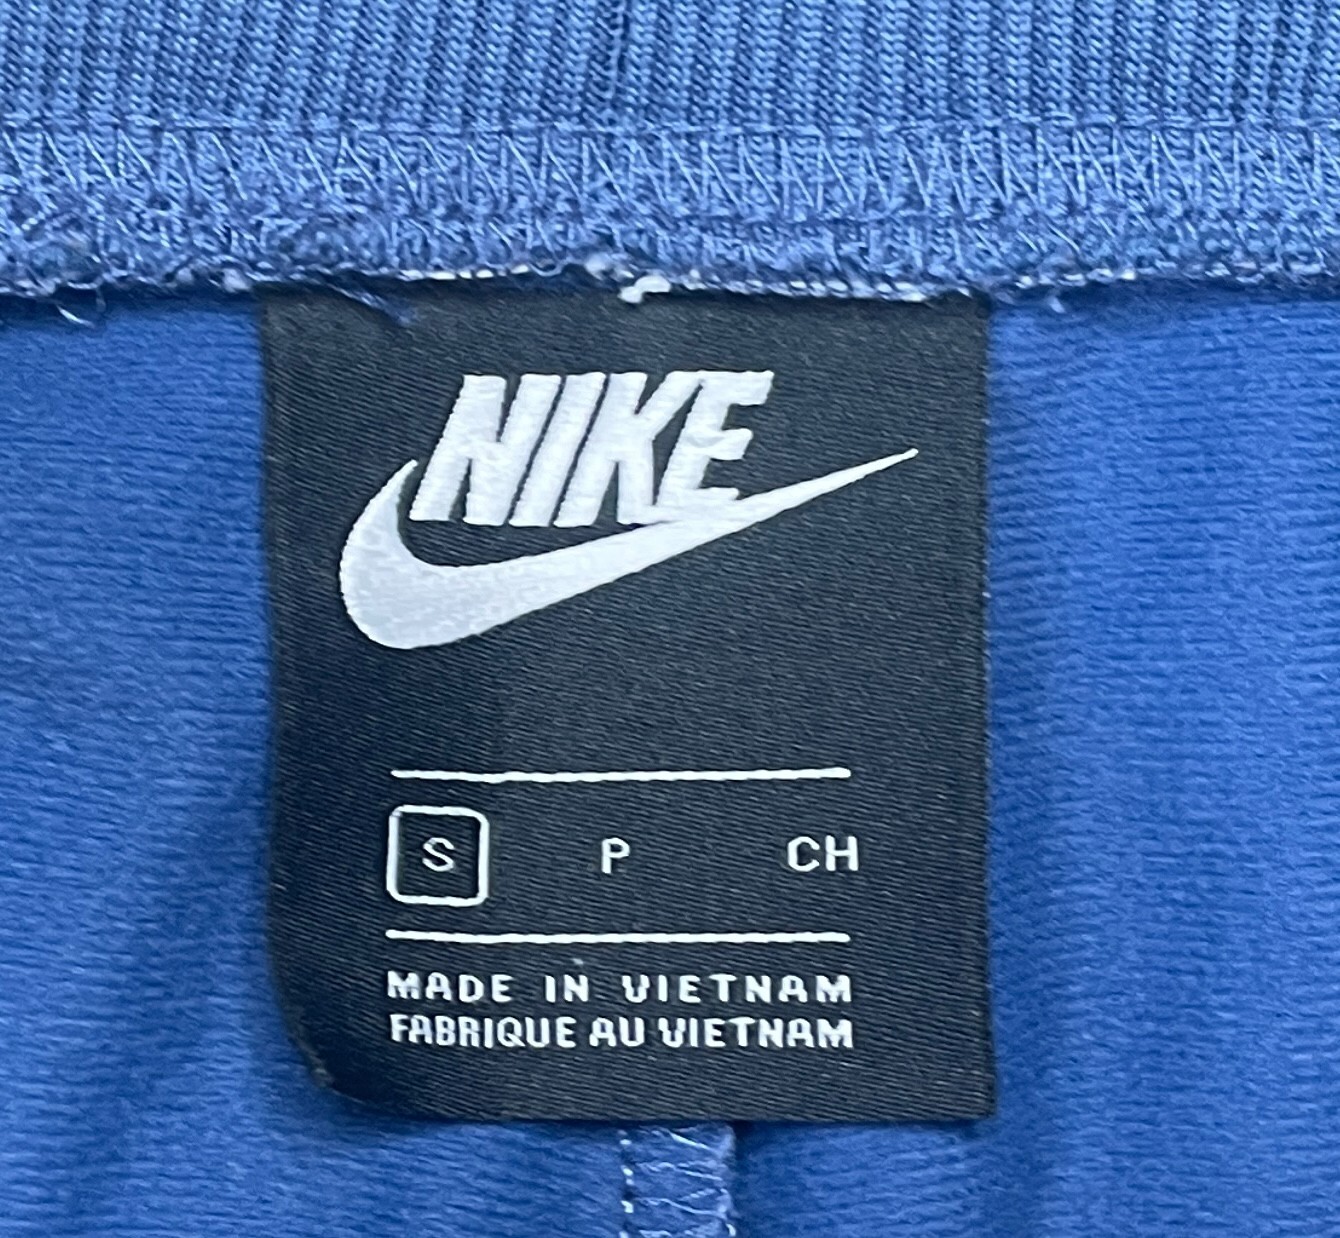 NIKE
S P CH
MADE IN VIETNAM
FABRIQUE AU VIETNAM